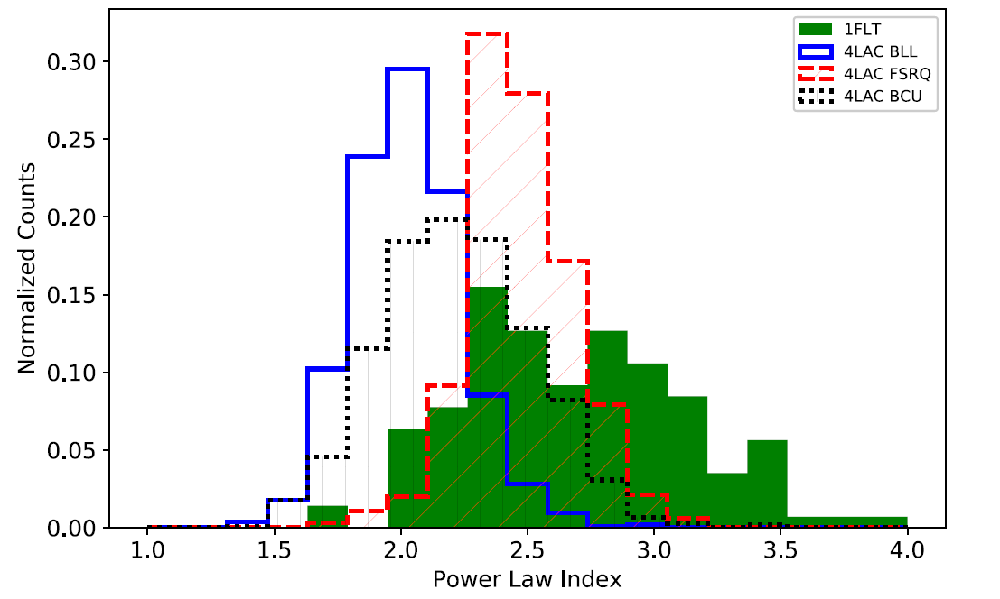 1FLT
4LAC BLL
4LAC FSRQ
4LAC BCU
Normalized Counts
0.30
0.25
0.20
0.15
0.10
0.05
0.00
1.0 1.5 2.0 2.5 3.0 3.5 4.0
Power Law Index